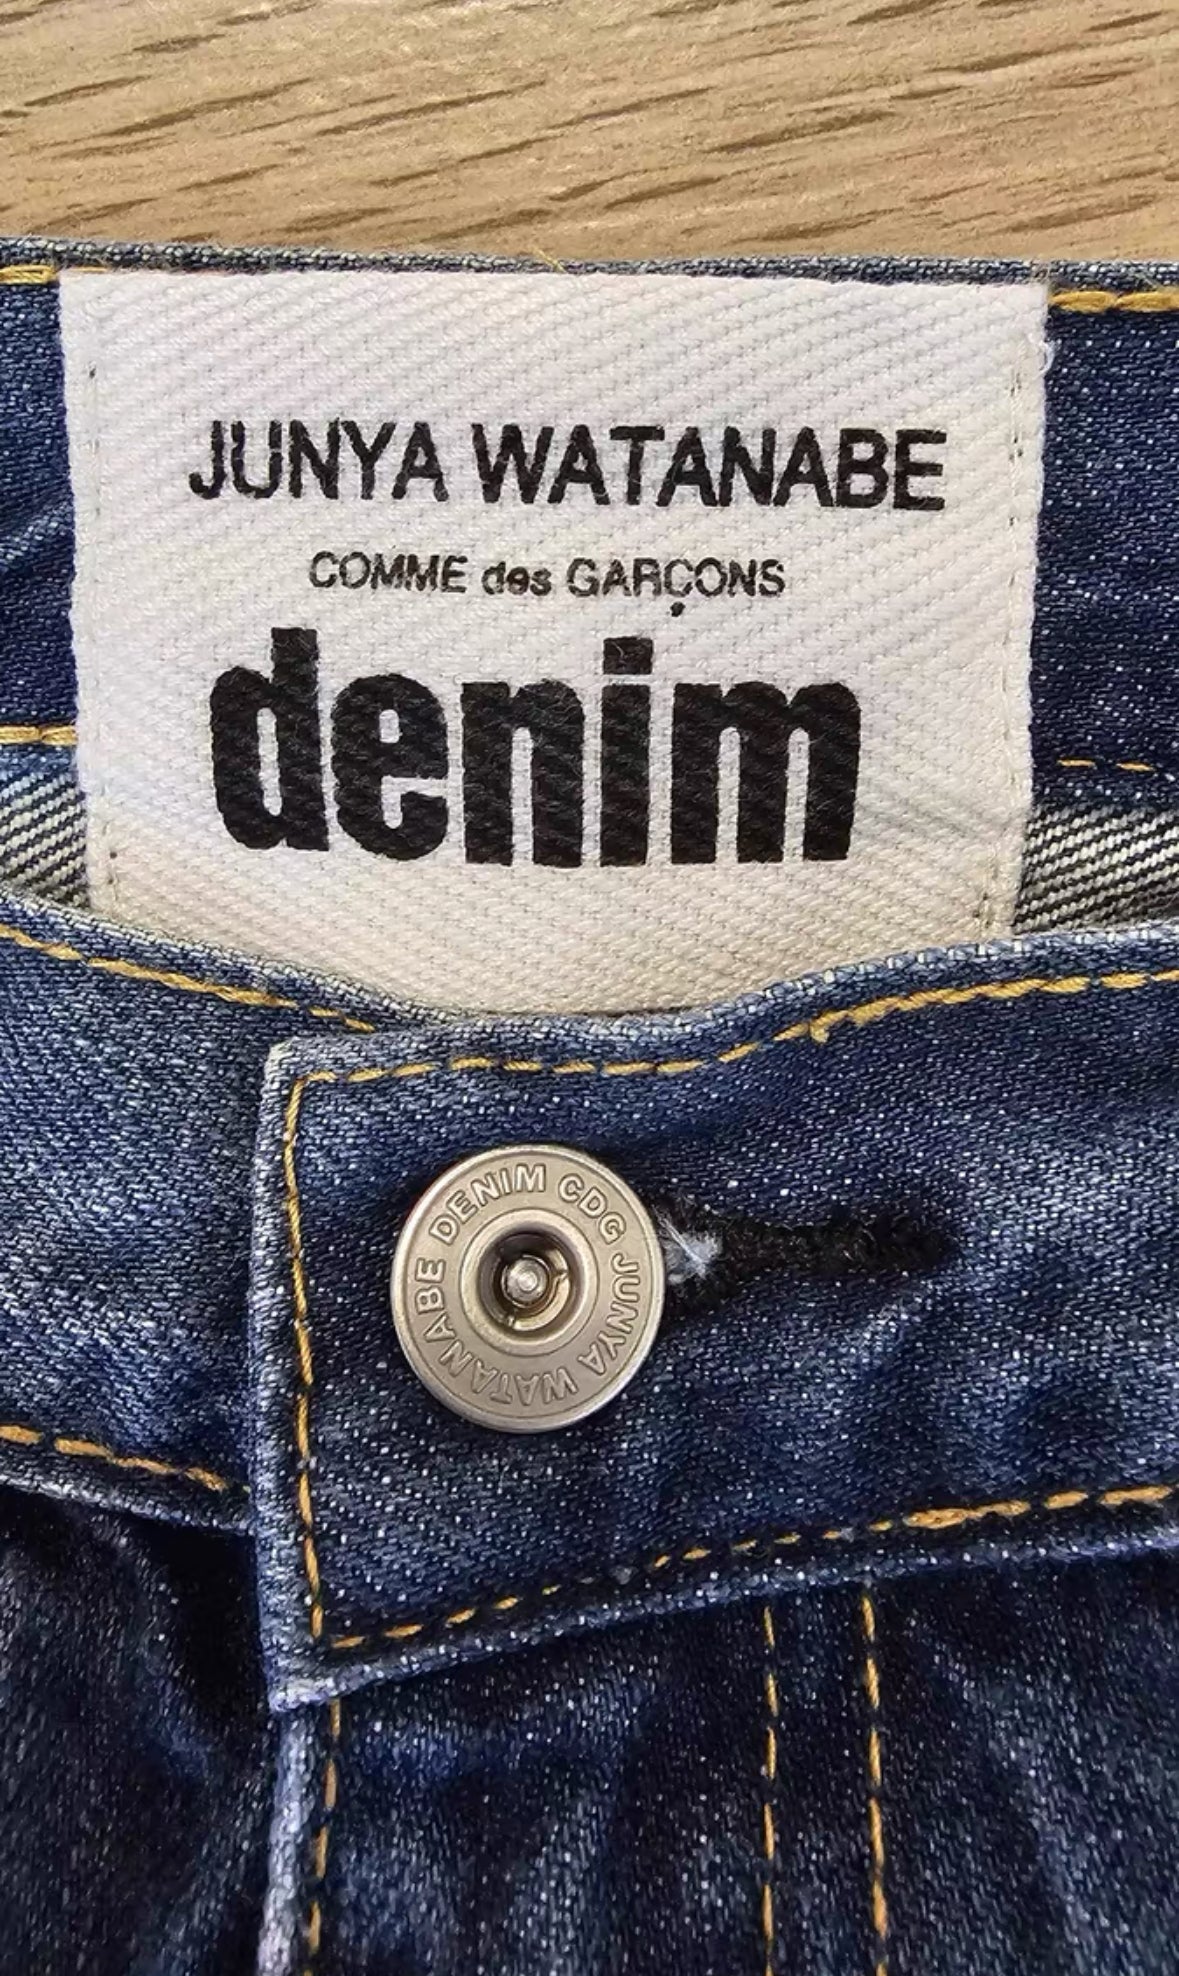 JUNYA WATANABE
COMME des GARÇONS
denim
DENIM CDG JUNYA WATANABE